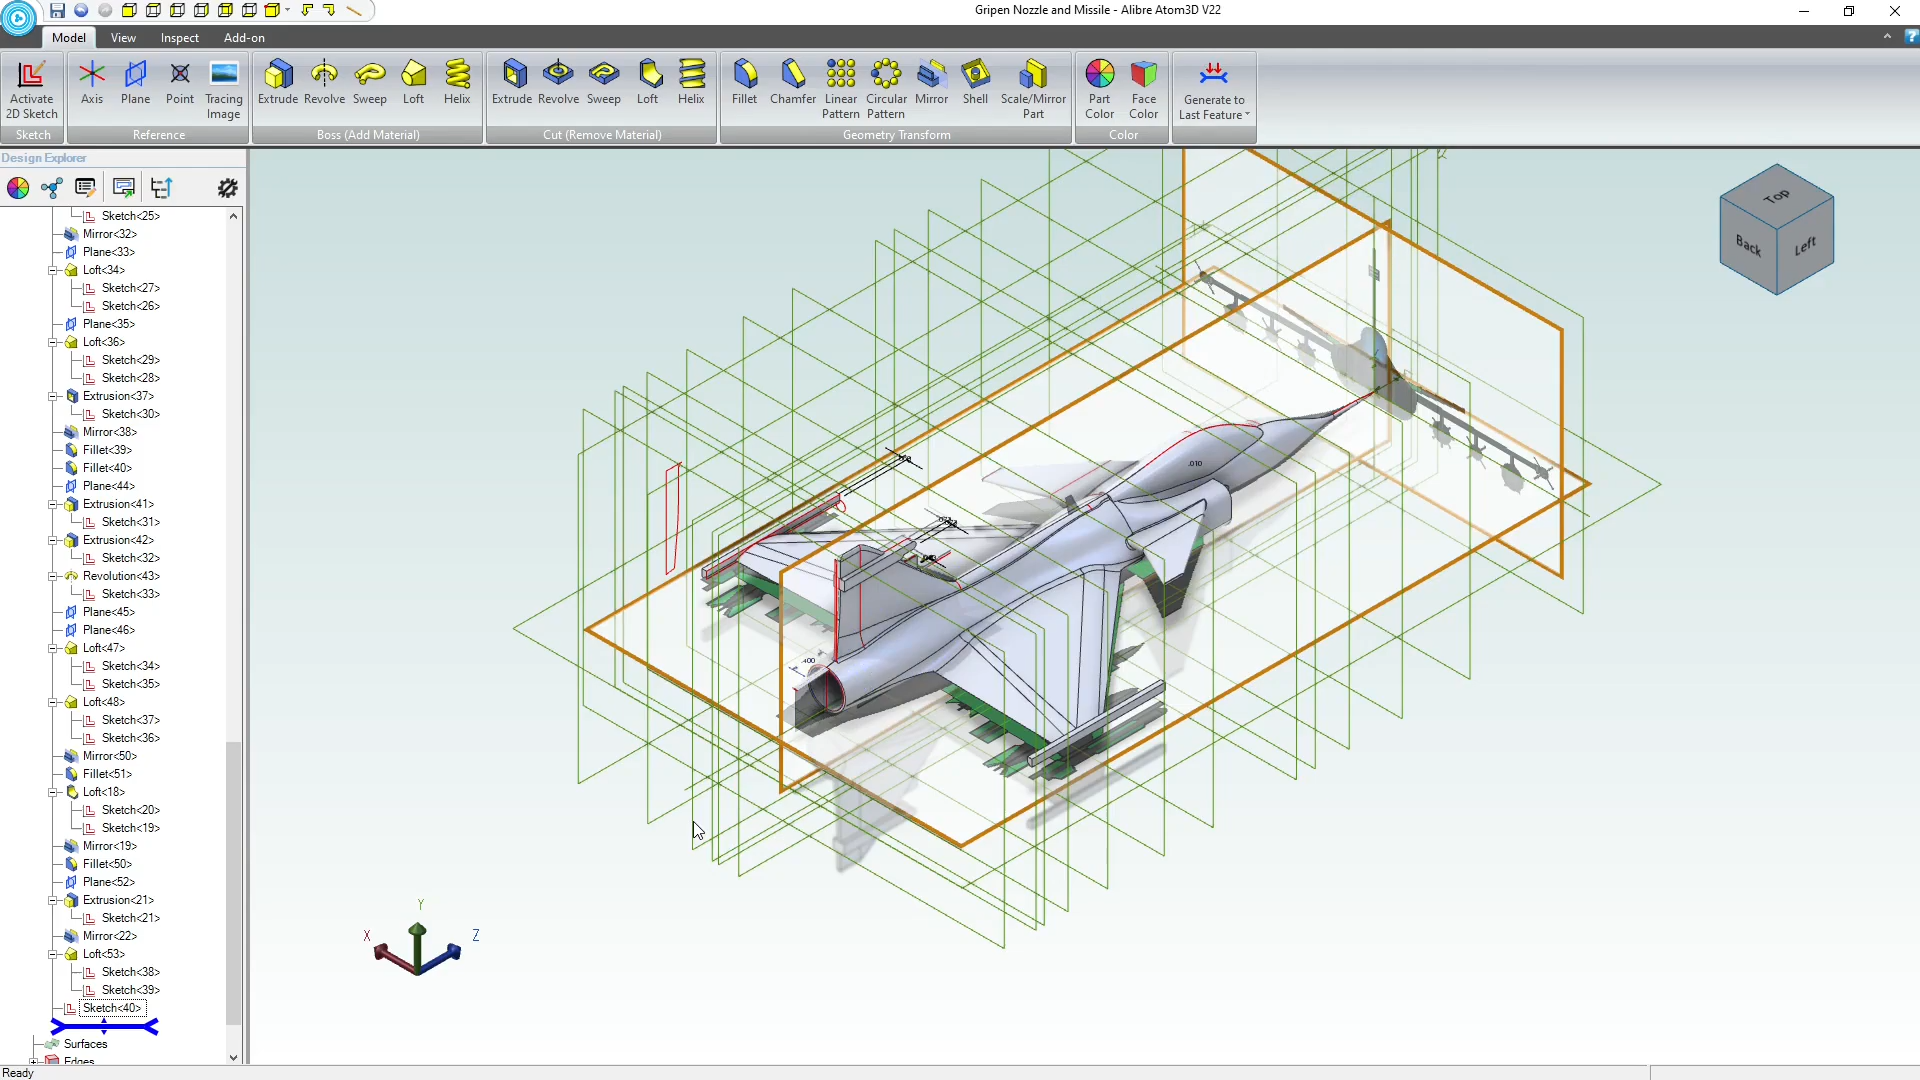 Gripen Nozzle and Missile - Alibre Atom3D V22
Model View Inspect Add-on
Activate 2D Sketch
Axis
Plane
Point
Tracing Image
Extrude
Revolve
Sweep
Loft
Helix
Extrude
Revolve
Sweep
Loft
Helix
Fillet
Chamfer
Linear Pattern
Circular Pattern
Mirror
Shell
Scale/Mirror Part
Part Color
Face Color
Generate to Last Feature
Sketch
Reference
Boss (Add Material)
Cut (Remove Material)
Geometry Transform
Color
Design Explorer
Sketch<25>
Mirror<32>
Plane<33>
Loft<34>
Sketch<27>
Sketch<26>
Plane<35>
Loft<36>
Sketch<29>
Sketch<28>
Extrusion<37>
Sketch<30>
Mirror<38>
Fillet<39>
Fillet<40>
Plane<44>
Extrusion<41>
Sketch<31>
Extrusion<42>
Sketch<32>
Revolution<43>
Sketch<33>
Plane<45>
Plane<46>
Loft<47>
Sketch<34>
Sketch<35>
Loft<48>
Sketch<37>
Sketch<36>
Mirror<50>
Fillet<51>
Loft<18>
Sketch<20>
Sketch<19>
Mirror<19>
Fillet<50>
Plane<52>
Extrusion<21>
Sketch<21>
Mirror<22>
Loft<53>
Sketch<38>
Sketch<39>
Sketch<40>
Surfaces
Edges
Top
Back
Left
.010
.400
Y
X
Z
Ready